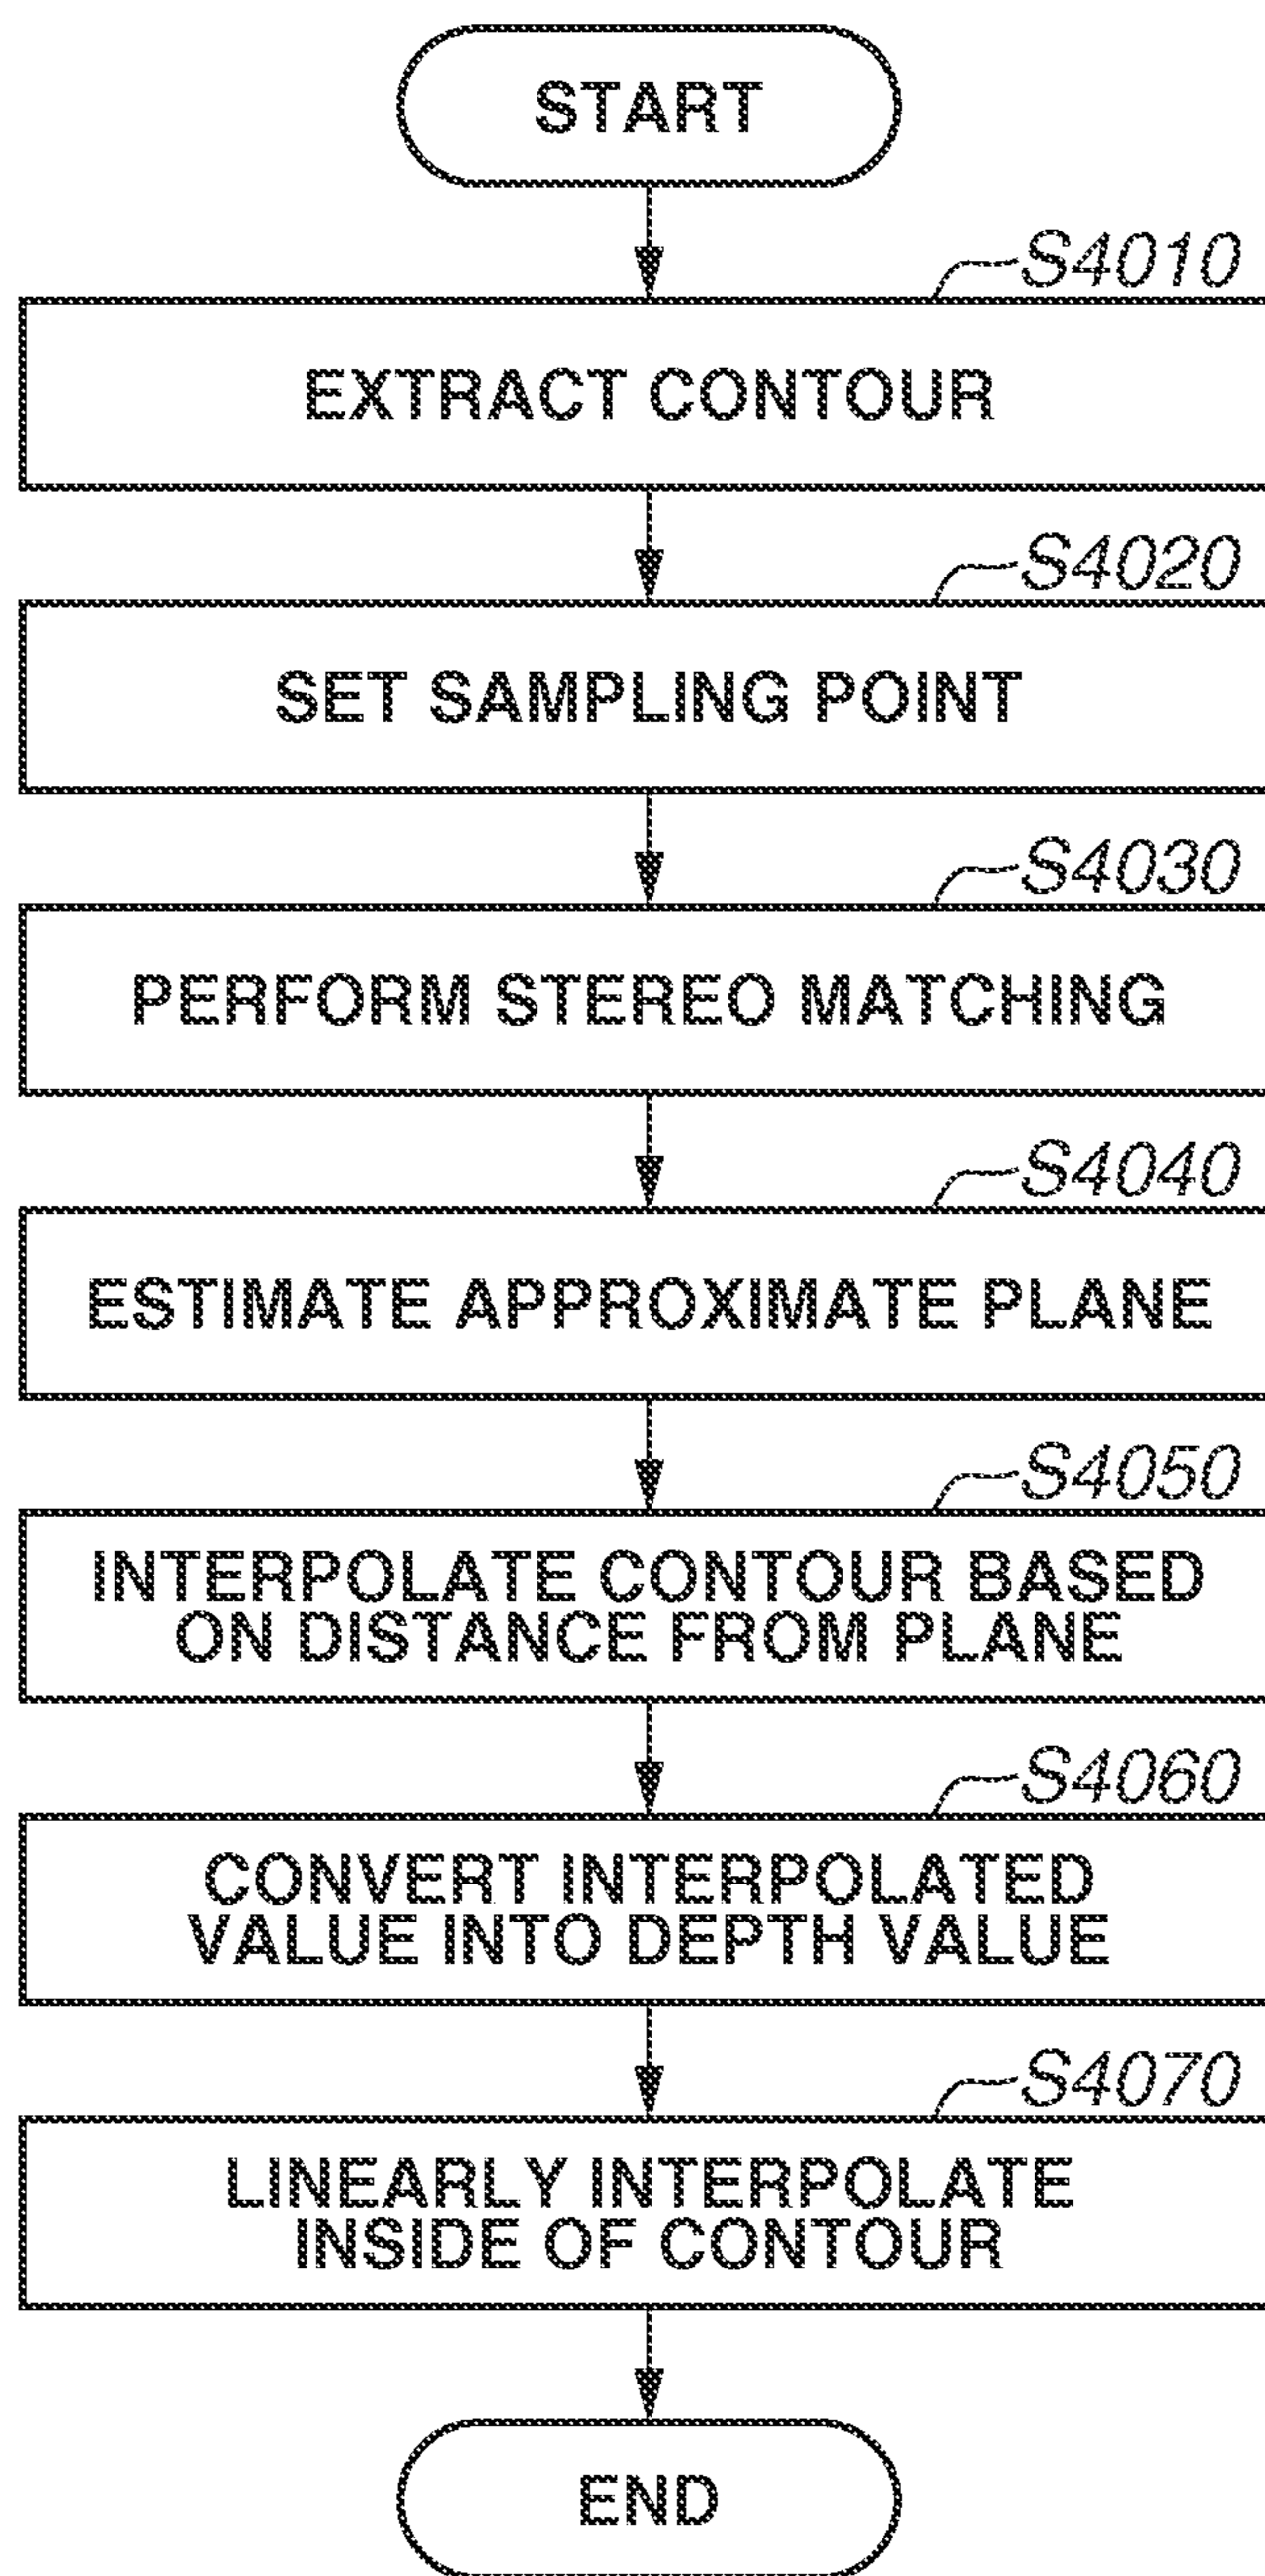 START
S4010
EXTRACT CONTOUR
S4020
SET SAMPLING POINT
S4030
PERFORM STEREO MATCHING
S4040
ESTIMATE APPROXIMATE PLANE
S4050
INTERPOLATE CONTOUR BASED
ON DISTANCE FROM PLANE
S4060
CONVERT INTERPOLATED
VALUE INTO DEPTH VALUE
S4070
LINEARLY INTERPOLATE
INSIDE OF CONTOUR
END